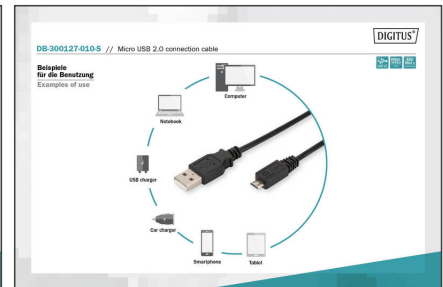 DIGITUS®
DB-300127-010-S // Micro USB 2.0 connection cable
Beispiele
für die Benutzung
Examples of use
Computer
Notebook
USB charger
Car charger
Smartphone
Tablet